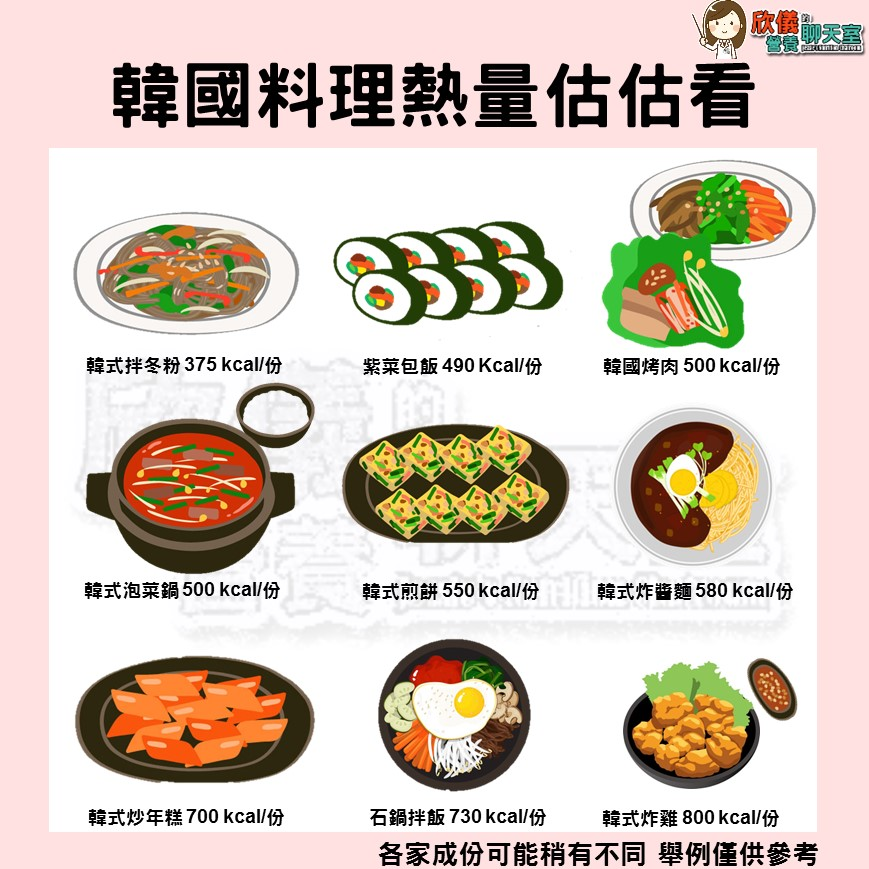 欣儀的
營養聊天室
韓國料理熱量估估看
韓式拌冬粉 375 kcal/份
紫菜包飯 490 Kcal/份
韓國烤肉 500 kcal/份
韓式泡菜鍋 500 kcal/份
韓式煎餅 550 kcal/份
韓式炸醬麵 580 kcal/份
韓式炒年糕 700 kcal/份
石鍋拌飯 730 kcal/份
韓式炸雞 800 kcal/份
各家成份可能稍有不同 舉例僅供參考